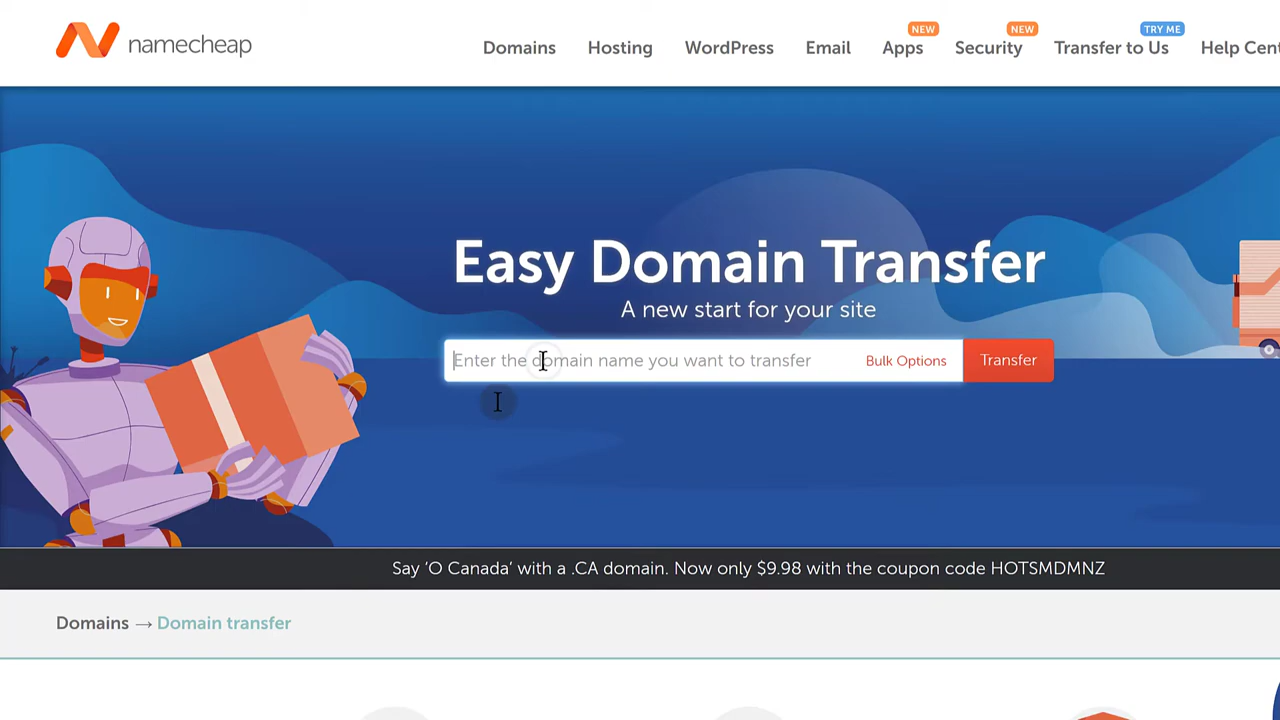 namecheap
Domains Hosting WordPress Email Apps NEW Security NEW Transfer to Us TRY ME Help Cent
Easy Domain Transfer
A new start for your site
Enter the domain name you want to transfer Bulk Options Transfer
Say ‘O Canada’ with a .CA domain. Now only $9.98 with the coupon code HOTSMDMNZ
Domains → Domain transfer